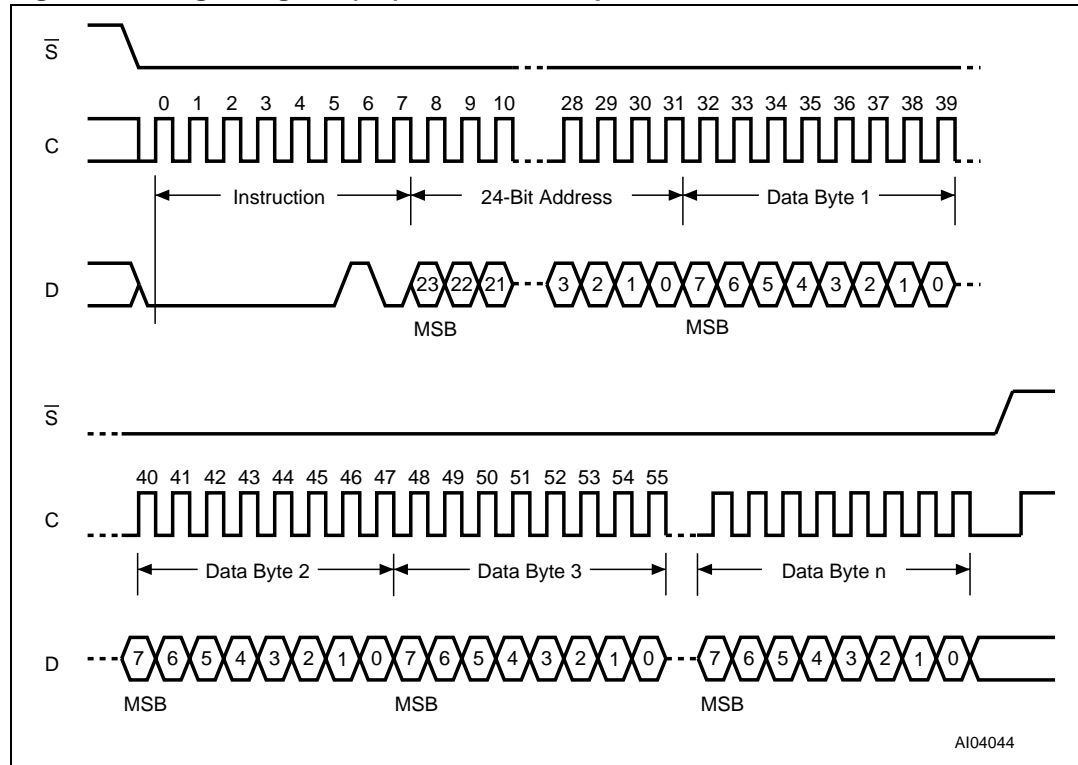 S
0 1 2 3 4 5 6 7 8 9 10 28 29 30 31 32 33 34 35 36 37 38 39
C
Instruction 24-Bit Address Data Byte 1
D 23 22 21 3 2 1 0 7 6 5 4 3 2 1 0
MSB MSB
S
40 41 42 43 44 45 46 47 48 49 50 51 52 53 54 55
C
Data Byte 2 Data Byte 3 Data Byte n
D 7 6 5 4 3 2 1 0 7 6 5 4 3 2 1 0 7 6 5 4 3 2 1 0
MSB MSB MSB
AI04044